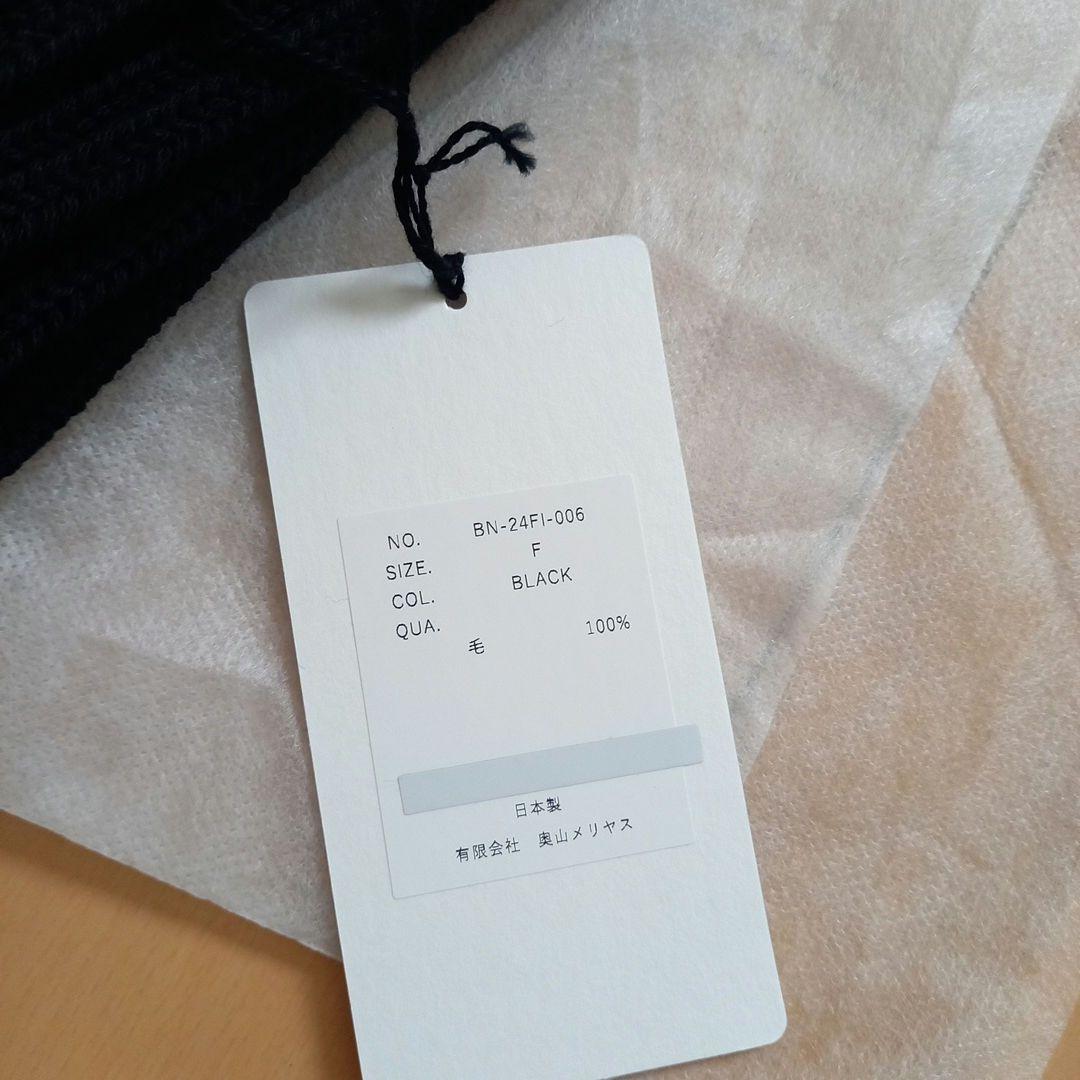 NO. BN-24FI-006
SIZE. F
COL. BLACK
QUA.
毛 100%
日本製
有限会社 奥山メリヤス